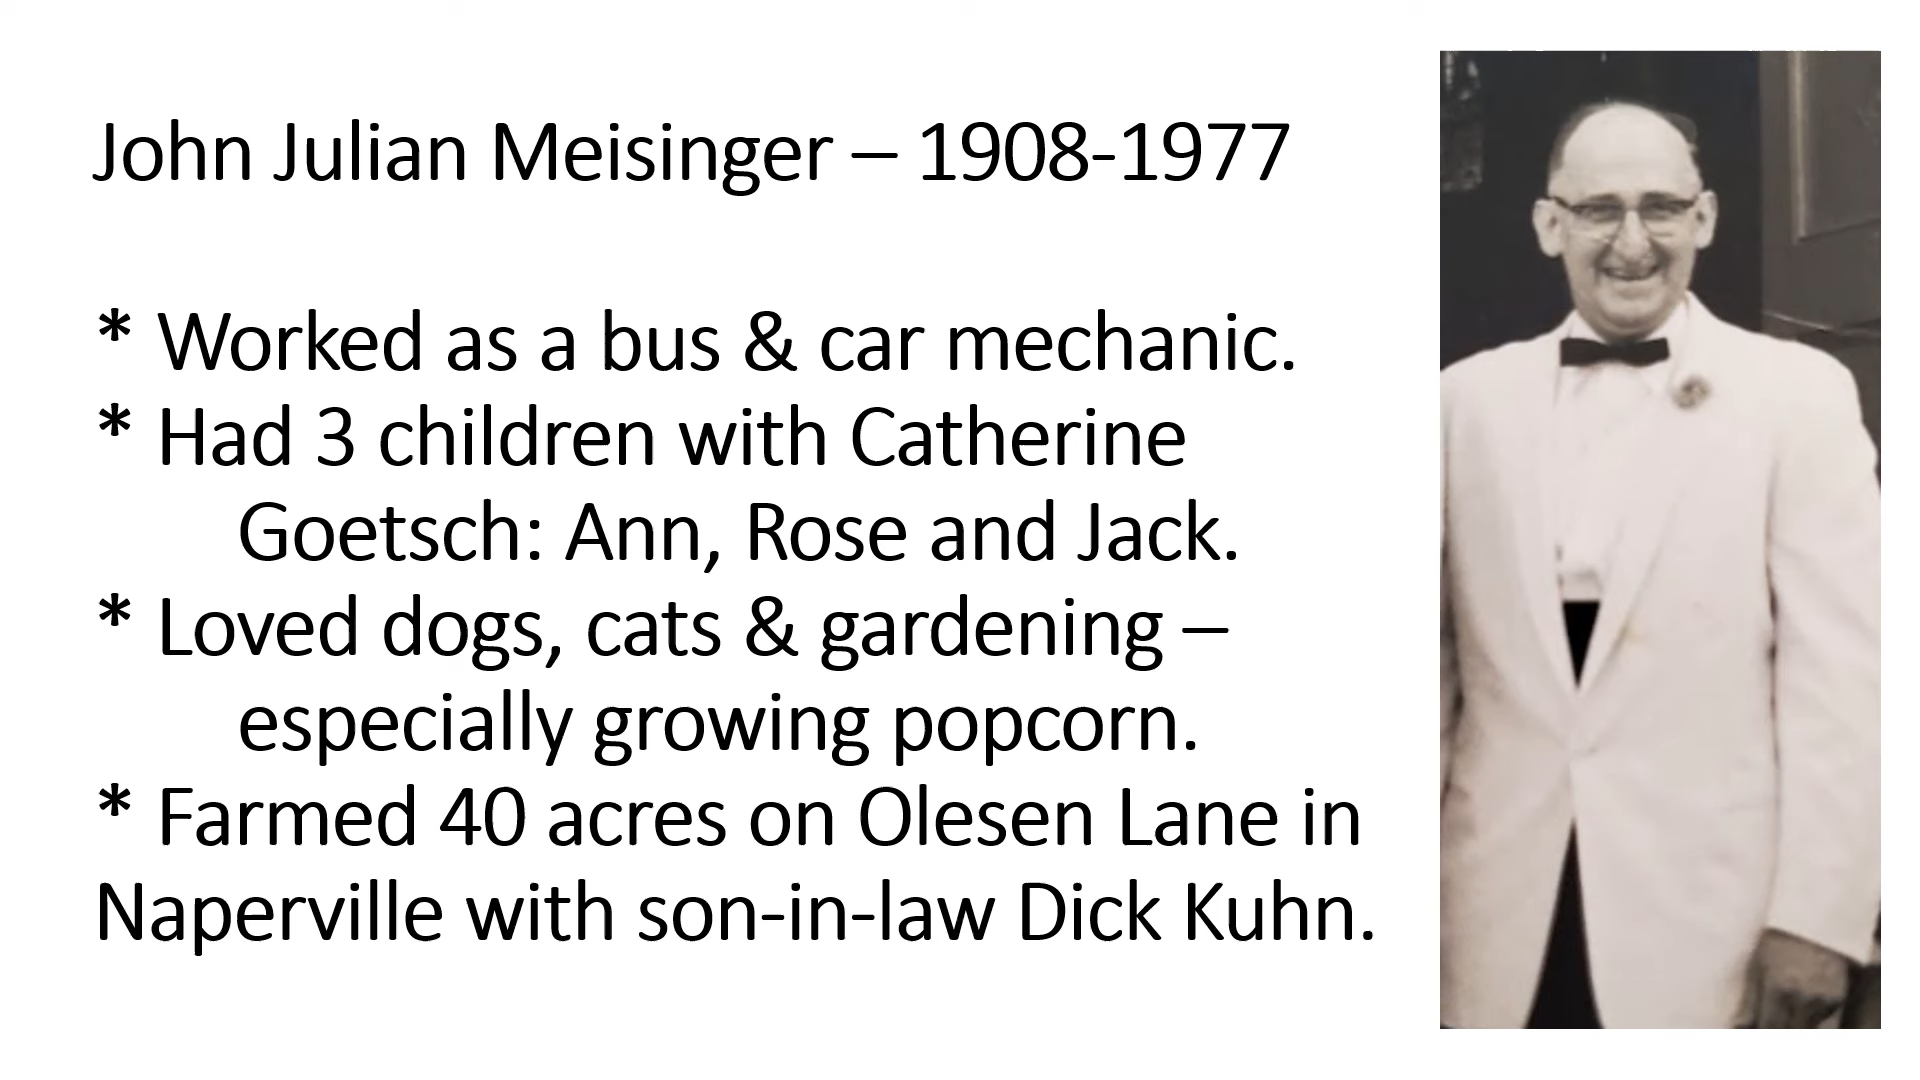 John Julian Meisinger – 1908-1977
* Worked as a bus & car mechanic.
* Had 3 children with Catherine
Goetsch: Ann, Rose and Jack.
* Loved dogs, cats & gardening –
especially growing popcorn.
* Farmed 40 acres on Olesen Lane in
Naperville with son-in-law Dick Kuhn.